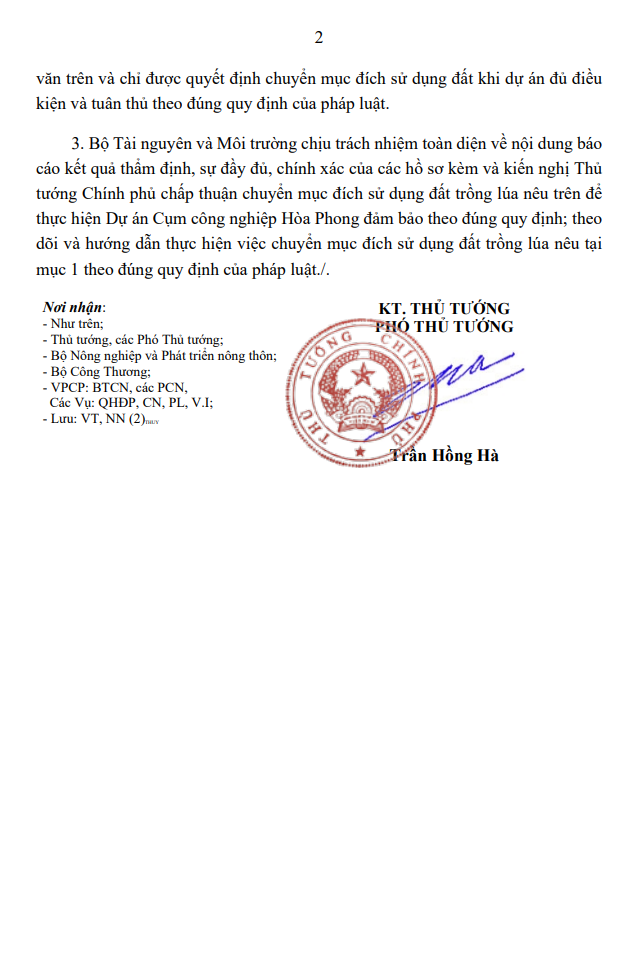 2
văn trên và chỉ được quyết định chuyển mục đích sử dụng đất khi dự án đủ điều
kiện và tuân thủ theo đúng quy định của pháp luật.
3. Bộ Tài nguyên và Môi trường chịu trách nhiệm toàn diện về nội dung báo
cáo kết quả thẩm định, sự đầy đủ, chính xác của các hồ sơ kèm và kiến nghị Thủ
tướng Chính phủ chấp thuận chuyển mục đích sử dụng đất trồng lúa nêu trên để
thực hiện Dự án Cụm công nghiệp Hòa Phong đảm bảo theo đúng quy định; theo
dõi và hướng dẫn thực hiện việc chuyển mục đích sử dụng đất trồng lúa nêu tại
mục 1 theo đúng quy định của pháp luật./.
Nơi nhận:
- Như trên;
- Thủ tướng, các Phó Thủ tướng;
- Bộ Nông nghiệp và Phát triển nông thôn;
- Bộ Công Thương;
- VPCP: BTCN, các PCN,
Các Vụ: QHĐP, CN, PL, V.I;
- Lưu: VT, NN (2)
KT. THỦ TƯỚNG
PHÓ THỦ TƯỚNG
THỦ TƯỚNG CHÍNH PHỦ
Trần Hồng Hà